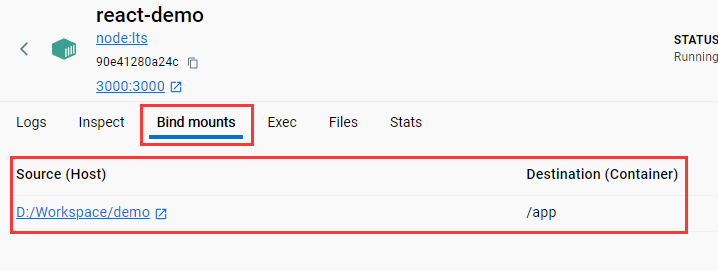 react-demo
node:lts
90e41280a24c
3000:3000
STATUS
Running
Logs Inspect Bind mounts Exec Files Stats
Source (Host) Destination (Container)
D:/Workspace/demo /app